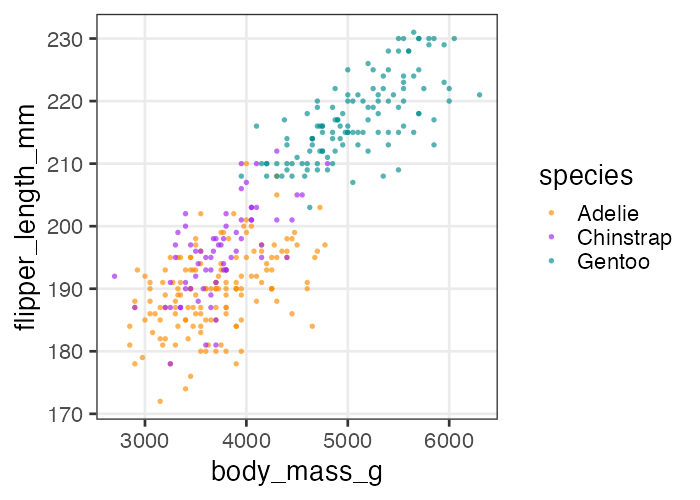 flipper_length_mm
230
220
210
200
190
180
170
3000 4000 5000 6000
body_mass_g
species
Adelie
Chinstrap
Gentoo